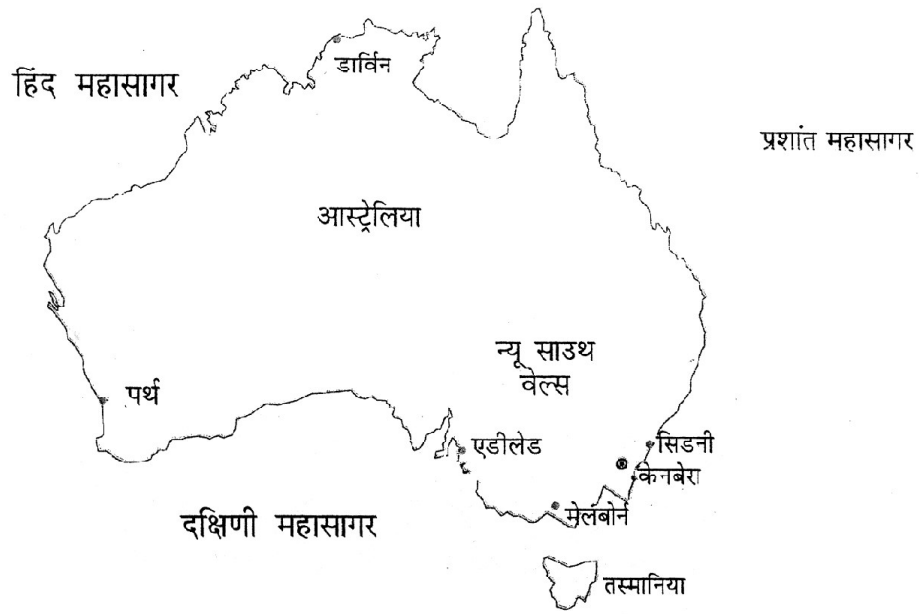 डार्विन
हिंद महासागर
प्रशांत महासागर
आस्ट्रेलिया
न्यू साउथ
वेल्स
पर्थ
एडीलेड
सिडनी
केनबेरा
मेलबोर्न
दक्षिणी महासागर
तस्मानिया